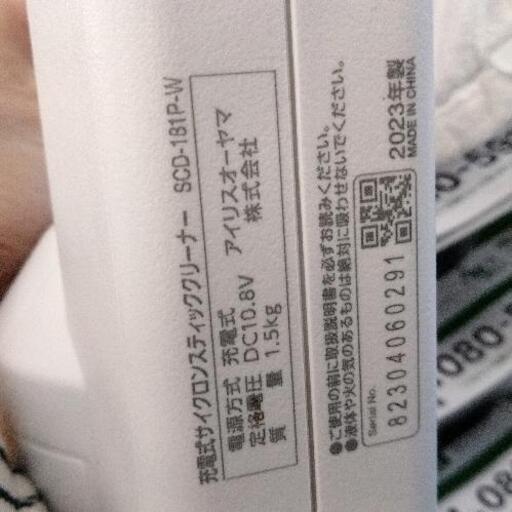 充電式サイクロンスティッククリーナー SCD-181P-W
電源方式 充電式
定格電圧 DC10.8V
質量 1.5kg
アイリスオーヤマ
株式会社
●ご使用の前に取扱説明書を必ずお読みください。
●液体や火の気のあるものは絶対に吸わせないでください。
Serial No.
82304060291
2023年製
MADE IN CHINA
080-